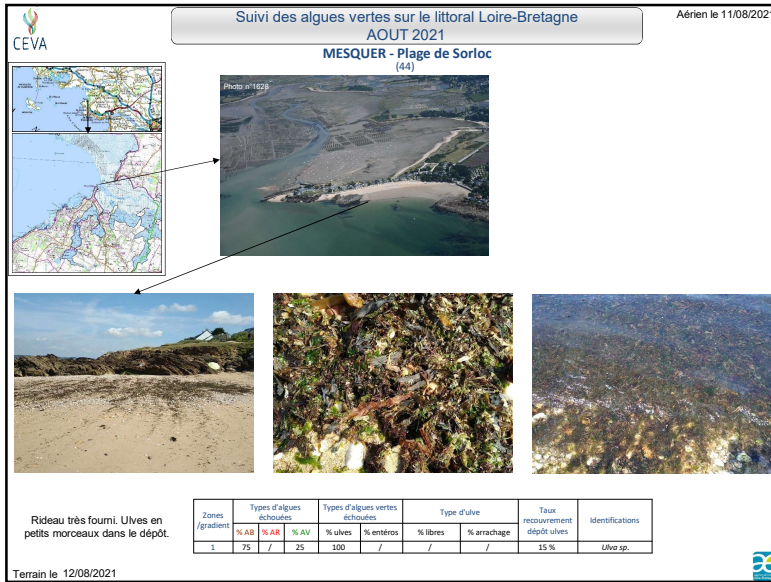 CEVA
Suivi des algues vertes sur le littoral Loire-Bretagne
AOUT 2021
Aérien le 11/08/2021
MESQUER - Plage de Sorloc
(44)
Photo n°1628
Rideau très fourni. Ulves en
petits morceaux dans le dépôt.
Zones
/gradient
Types d'algues
échouées
Types d'algues vertes
échouées
Type d'ulve
Taux
recouvrement
dépôt ulves
Identifications
% AB % AR % AV % ulves % entéros % libres % arrachage
1 75 / 25 100 / / / 15 % Ulva sp.
Terrain le 12/08/2021